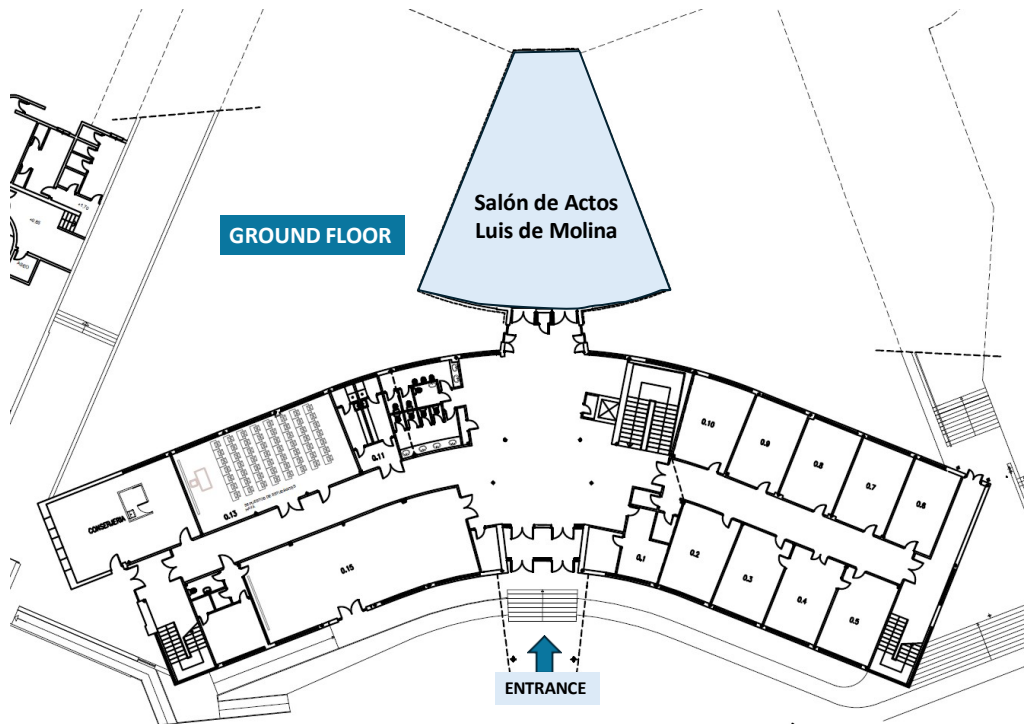 Salón de Actos
Luis de Molina
GROUND FLOOR
0.10
0.9
0.8
0.7
0.6
0.11
0.13
CONSERJERIA
0.15
0.1
0.2
0.3
0.4
0.5
ENTRANCE